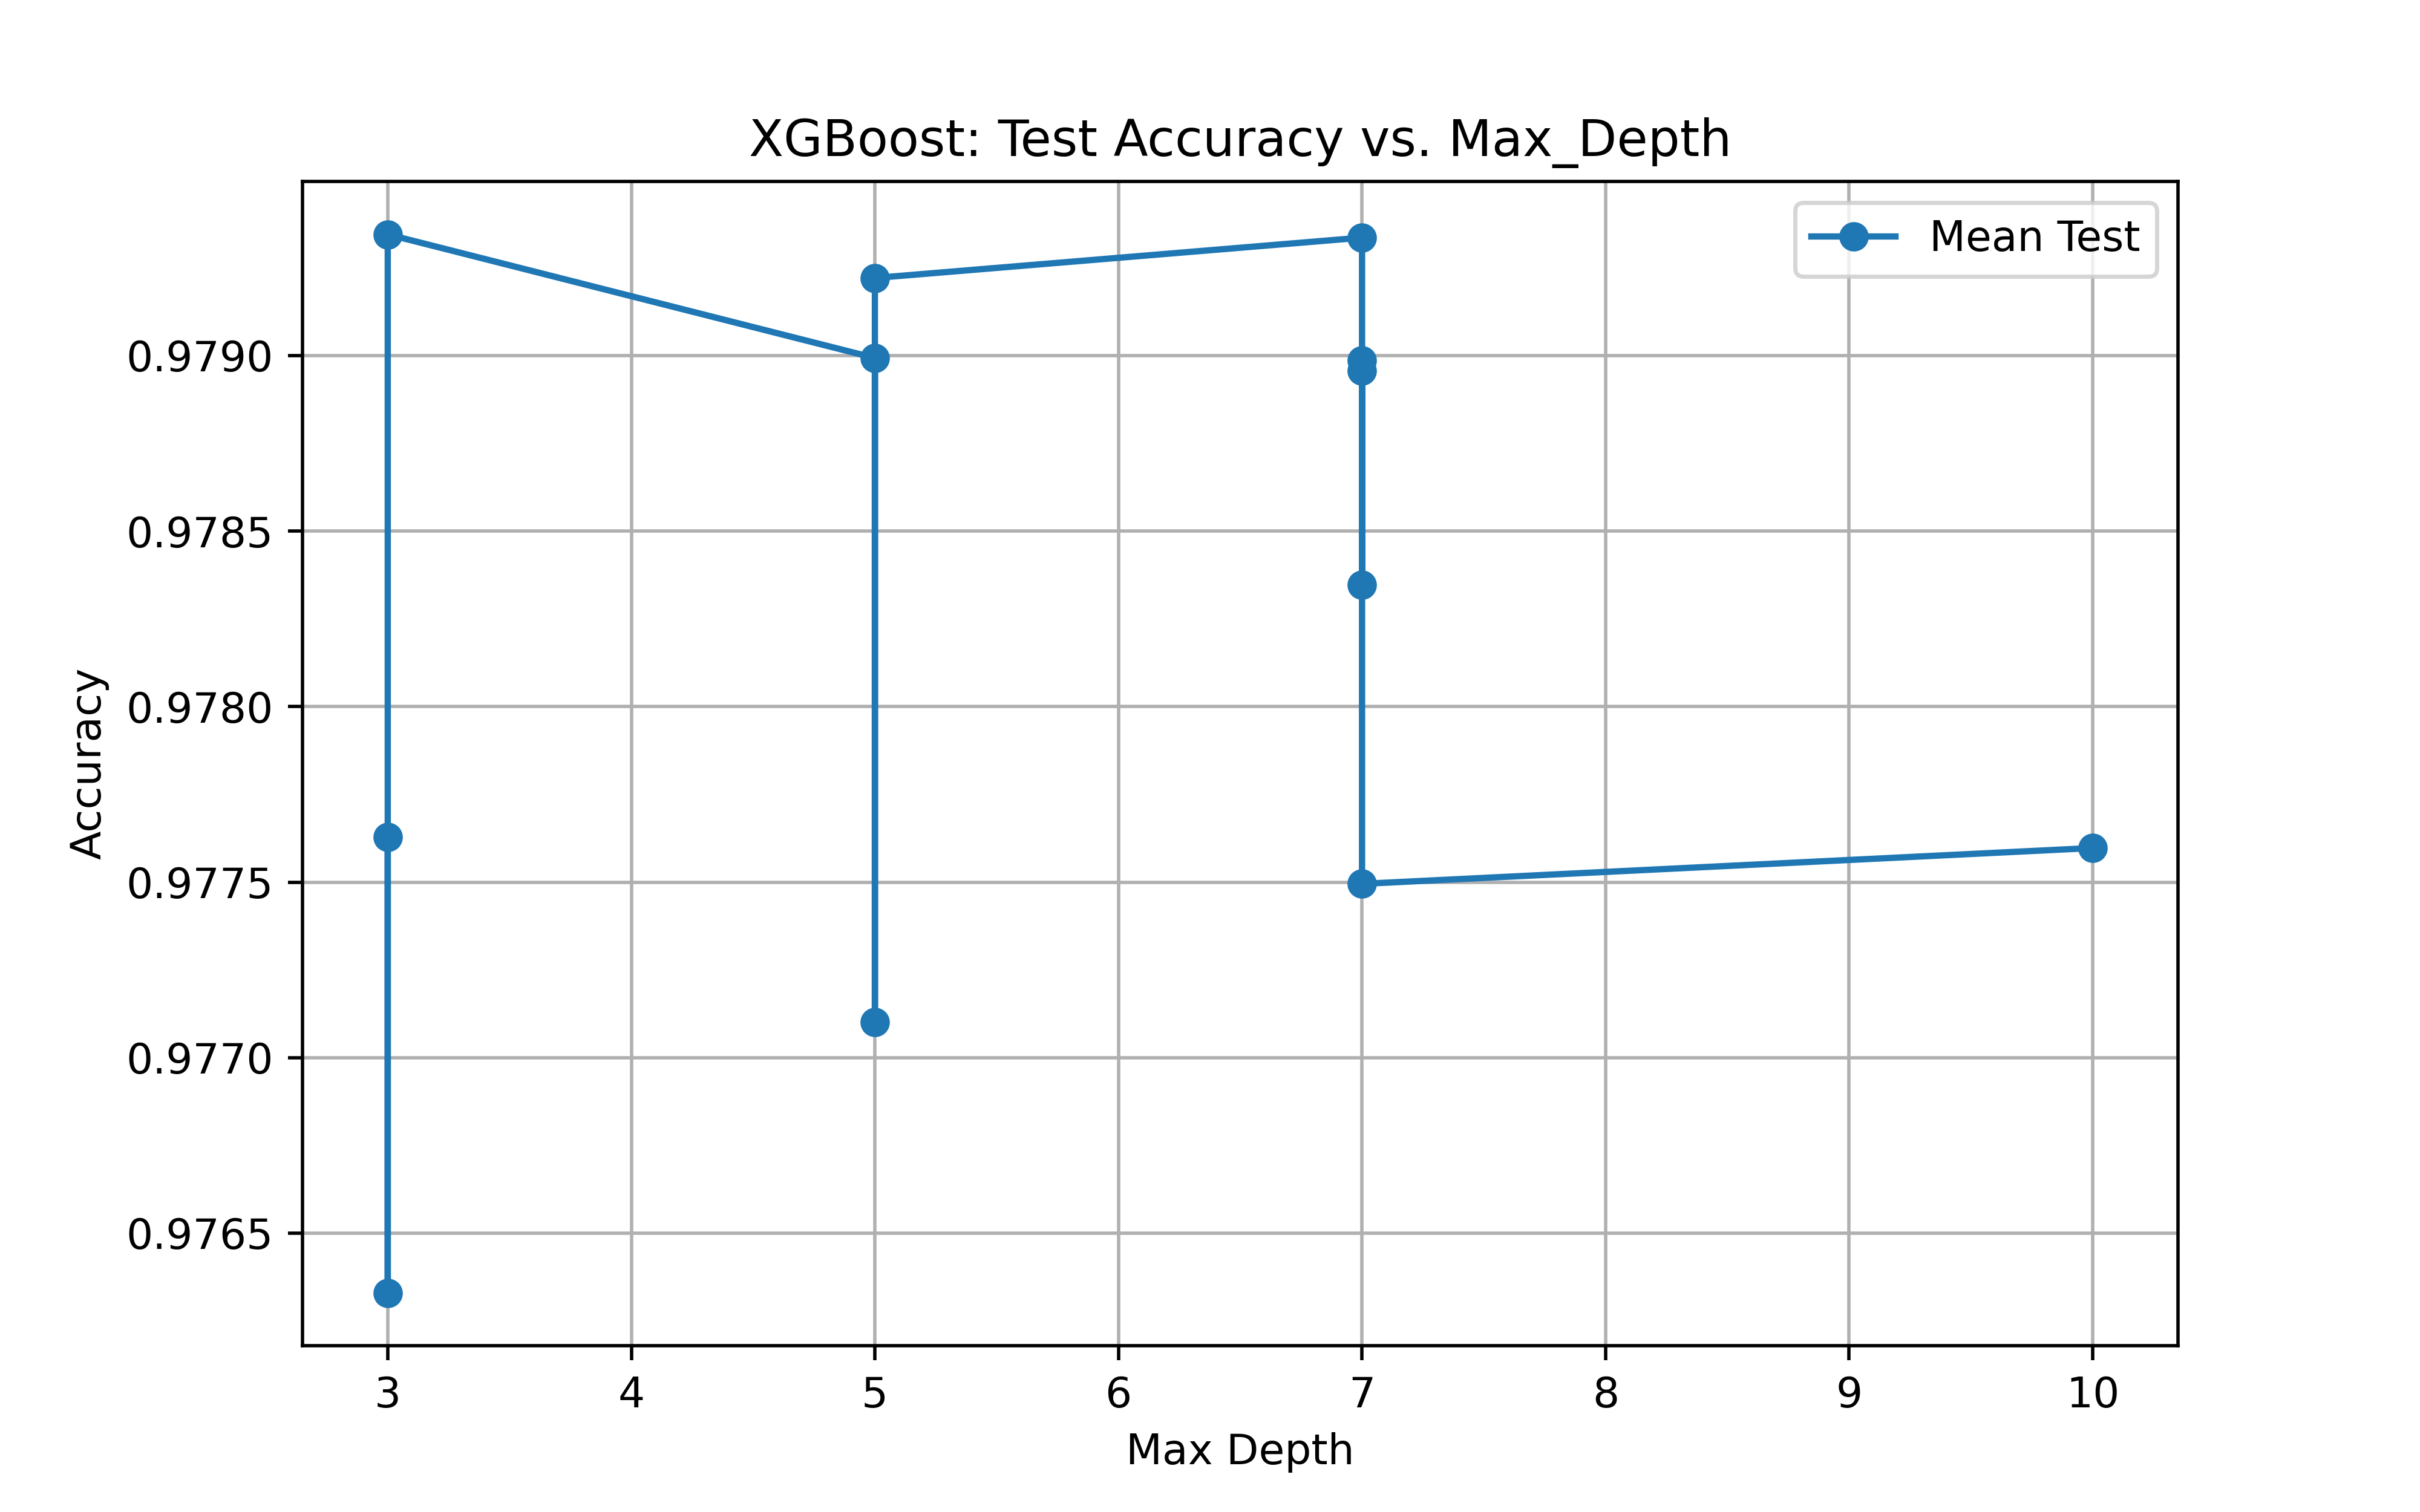 XGBoost: Test Accuracy vs. Max_Depth
Mean Test
Accuracy
0.9790
0.9785
0.9780
0.9775
0.9770
0.9765
3 4 5 6 7 8 9 10
Max Depth